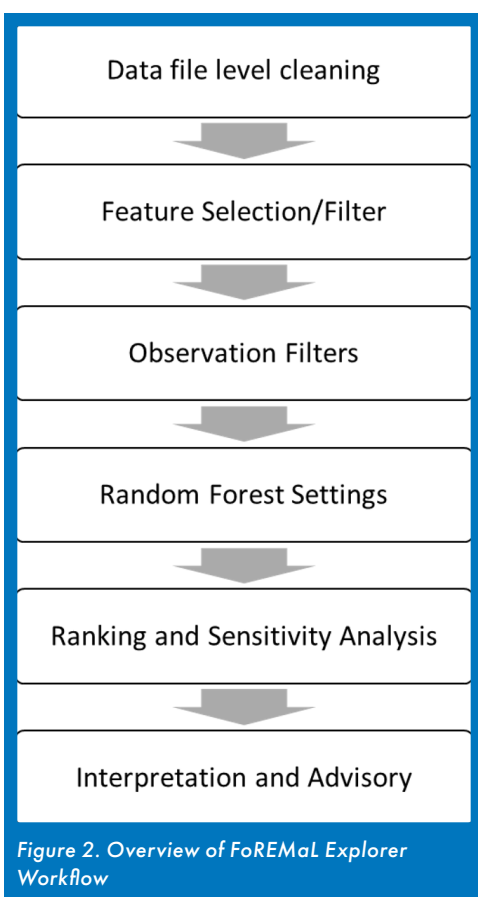 Data file level cleaning
Feature Selection/Filter
Observation Filters
Random Forest Settings
Ranking and Sensitivity Analysis
Interpretation and Advisory
Figure 2. Overview of FoREMaL Explorer
Workflow